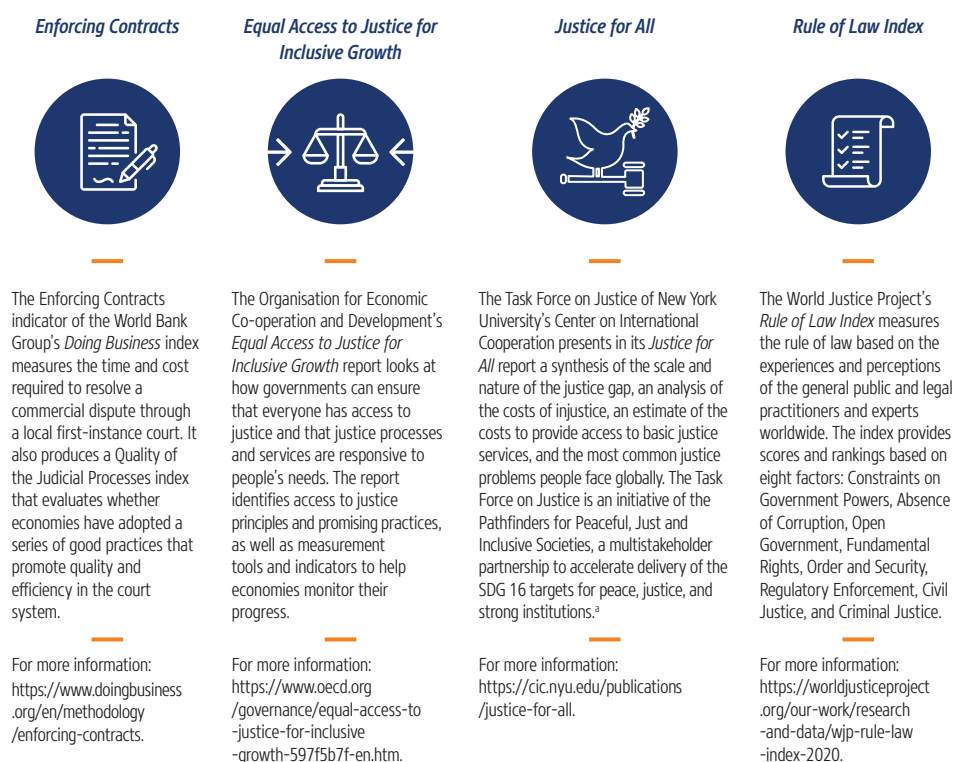 Enforcing Contracts
The Enforcing Contracts
indicator of the World Bank
Group's Doing Business index
measures the time and cost
required to resolve a
commercial dispute through
a local first-instance court. It
also produces a Quality of
the Judicial Processes index
that evaluates whether
economies have adopted a
series of good practices that
promote quality and
efficiency in the court
system.
For more information:
https://www.doingbusiness
.org/en/methodology
/enforcing-contracts.
Equal Access to Justice for
Inclusive Growth
The Organisation for Economic
Co-operation and Development's
Equal Access to Justice for
Inclusive Growth report looks at
how governments can ensure
that everyone has access to
justice and that justice processes
and services are responsive to
people's needs. The report
identifies access to justice
principles and promising practices,
as well as measurement
tools and indicators to help
economies monitor their
progress.
For more information:
https://www.oecd.org
/governance/equal-access-to
-justice-for-inclusive
-growth-597f5b7f-en.htm.
Justice for All
The Task Force on Justice of New York
University's Center on International
Cooperation presents in its Justice for
All report a synthesis of the scale and
nature of the justice gap, an analysis of
the costs of injustice, an estimate of the
costs to provide access to basic justice
services, and the most common justice
problems people face globally. The Task
Force on Justice is an initiative of the
Pathfinders for Peaceful, Just and
Inclusive Societies, a multistakeholder
partnership to accelerate delivery of the
SDG 16 targets for peace, justice, and
strong institutions.a
For more information:
https://cic.nyu.edu/publications
/justice-for-all.
Rule of Law Index
The World Justice Project's
Rule of Law Index measures
the rule of law based on the
experiences and perceptions
of the general public and legal
practitioners and experts
worldwide. The index provides
scores and rankings based on
eight factors: Constraints on
Government Powers, Absence
of Corruption, Open
Government, Fundamental
Rights, Order and Security,
Regulatory Enforcement, Civil
Justice, and Criminal Justice.
For more information:
https://worldjusticeproject
.org/our-work/research
-and-data/wjp-rule-law
-index-2020.